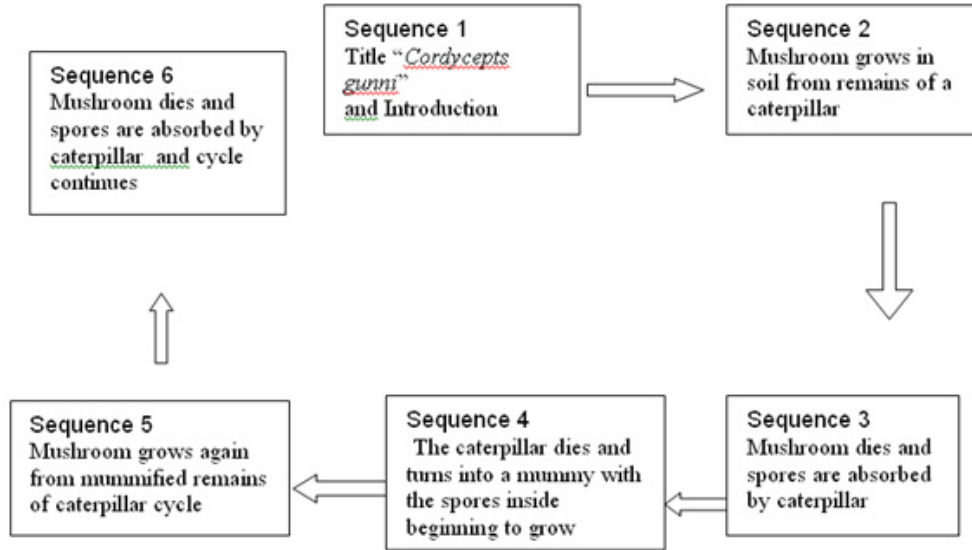 Sequence 1
Title “Cordycepts
gunni”
and Introduction
Sequence 2
Mushroom grows in
soil from remains of a
caterpillar
Sequence 3
Mushroom dies and
spores are absorbed
by caterpillar
Sequence 4
The caterpillar dies and
turns into a mummy with
the spores inside
beginning to grow
Sequence 5
Mushroom grows again
from mummified remains
of caterpillar cycle
Sequence 6
Mushroom dies and
spores are absorbed by
caterpillar and cycle
continues